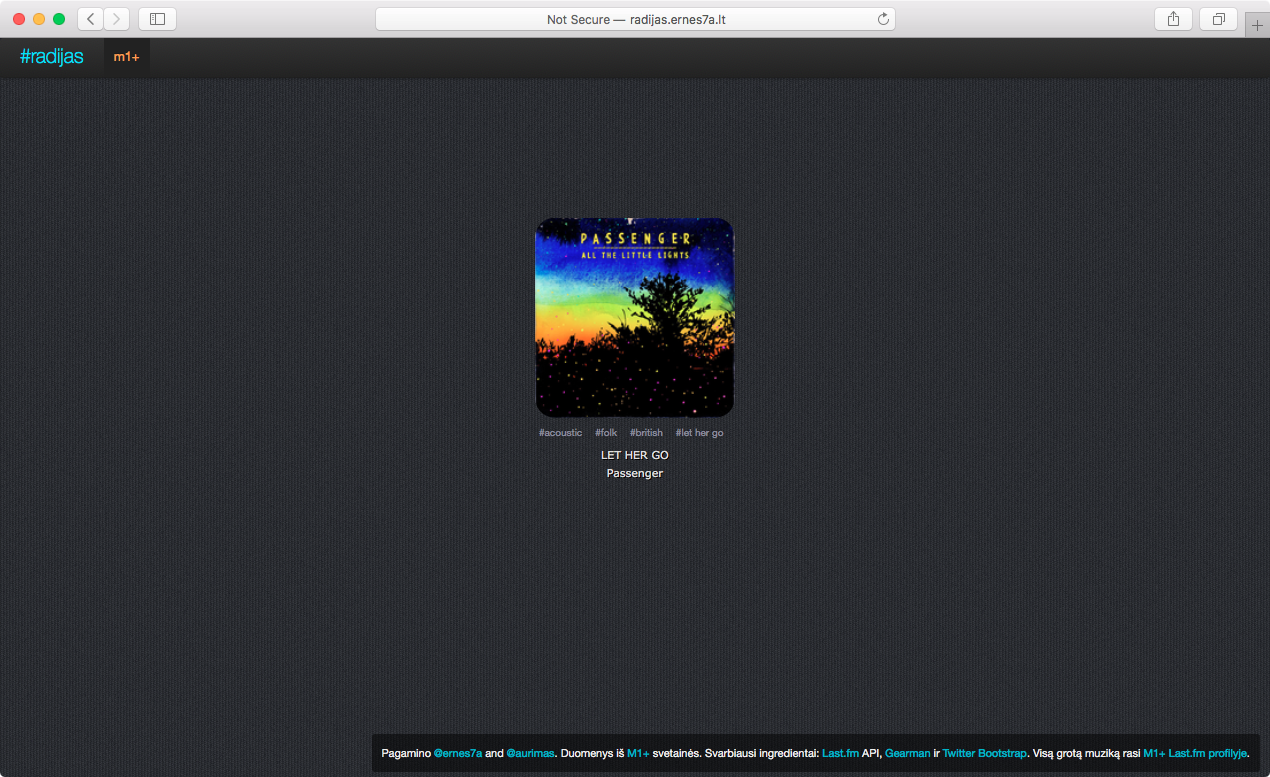 Not Secure — radijas.ernes7a.lt
#radijas m1+
PASSENGER
ALL THE LITTLE LIGHTS
#acoustic #folk #british #let her go
LET HER GO
Passenger
Pagamino @ernes7a and @aurimas. Duomenys iš M1+ svetainės. Svarbiausi ingredientai: Last.fm API, Gearman ir Twitter Bootstrap. Visą grotą muziką rasi M1+ Last.fm profilyje.